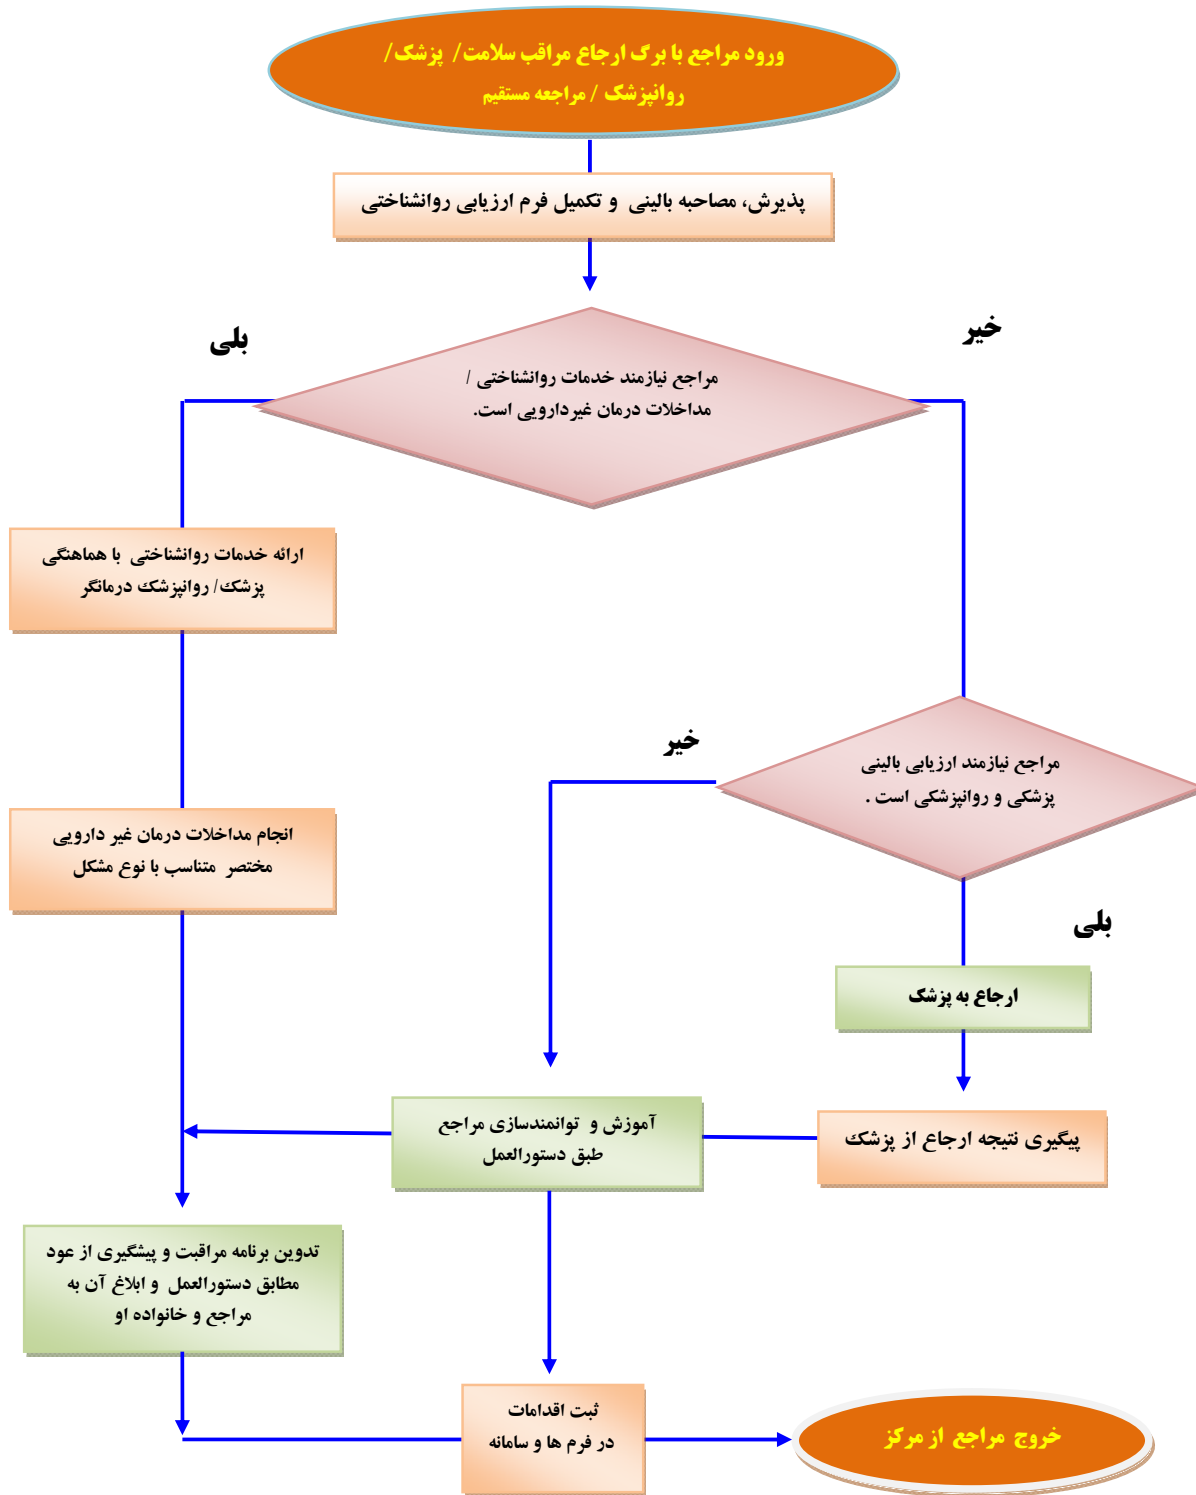 ورود مراجع با برگ ارجاع مراقب سلامت/ پزشک/
روانپزشک / مراجعه مستقیم
پذیرش، مصاحبه بالینی و تکمیل فرم ارزیابی روانشناختی
خیر
بلی
مراجع نیازمند خدمات روانشناختی /
مداخلات درمان غیردارویی است.
ارائه خدمات روانشناختی با هماهنگی
پزشک/ روانپزشک درمانگر
خیر
مراجع نیازمند ارزیابی بالینی
پزشکی و روانپزشکی است .
انجام مداخلات درمان غیر دارویی
مختصر متناسب با نوع مشکل
بلی
ارجاع به پزشک
پیگیری نتیجه ارجاع از پزشک
آموزش و توانمندسازی مراجع
طبق دستورالعمل
تدوین برنامه مراقبت و پیشگیری از عود
مطابق دستورالعمل و ابلاغ آن به
مراجع و خانواده او
ثبت اقدامات
در فرم ها و سامانه
خروج مراجع از مرکز